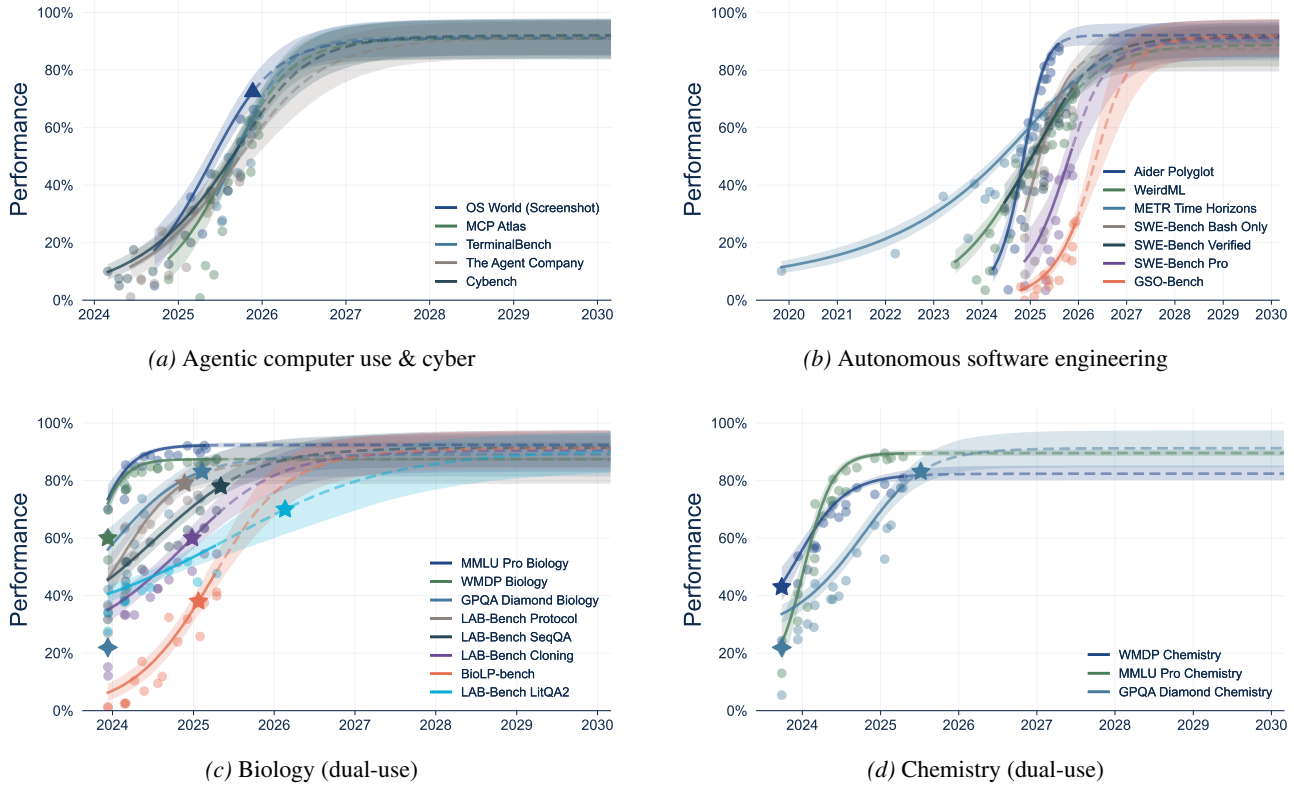 Performance
100%
80%
60%
40%
20%
0%
2024 2025 2026 2027 2028 2029 2030
OS World (Screenshot)
MCP Atlas
TerminalBench
The Agent Company
Cybench
(a) Agentic computer use & cyber
Performance
100%
80%
60%
40%
20%
0%
2020 2021 2022 2023 2024 2025 2026 2027 2028 2029 2030
Aider Polyglot
WeirdML
METR Time Horizons
SWE-Bench Bash Only
SWE-Bench Verified
SWE-Bench Pro
GSO-Bench
(b) Autonomous software engineering
Performance
100%
80%
60%
40%
20%
0%
2024 2025 2026 2027 2028 2029 2030
MMLU Pro Biology
WMDP Biology
GPQA Diamond Biology
LAB-Bench Protocol
LAB-Bench SeqQA
LAB-Bench Cloning
BioLP-bench
LAB-Bench LitQA2
(c) Biology (dual-use)
Performance
100%
80%
60%
40%
20%
0%
2024 2025 2026 2027 2028 2029 2030
WMDP Chemistry
MMLU Pro Chemistry
GPQA Diamond Chemistry
(d) Chemistry (dual-use)